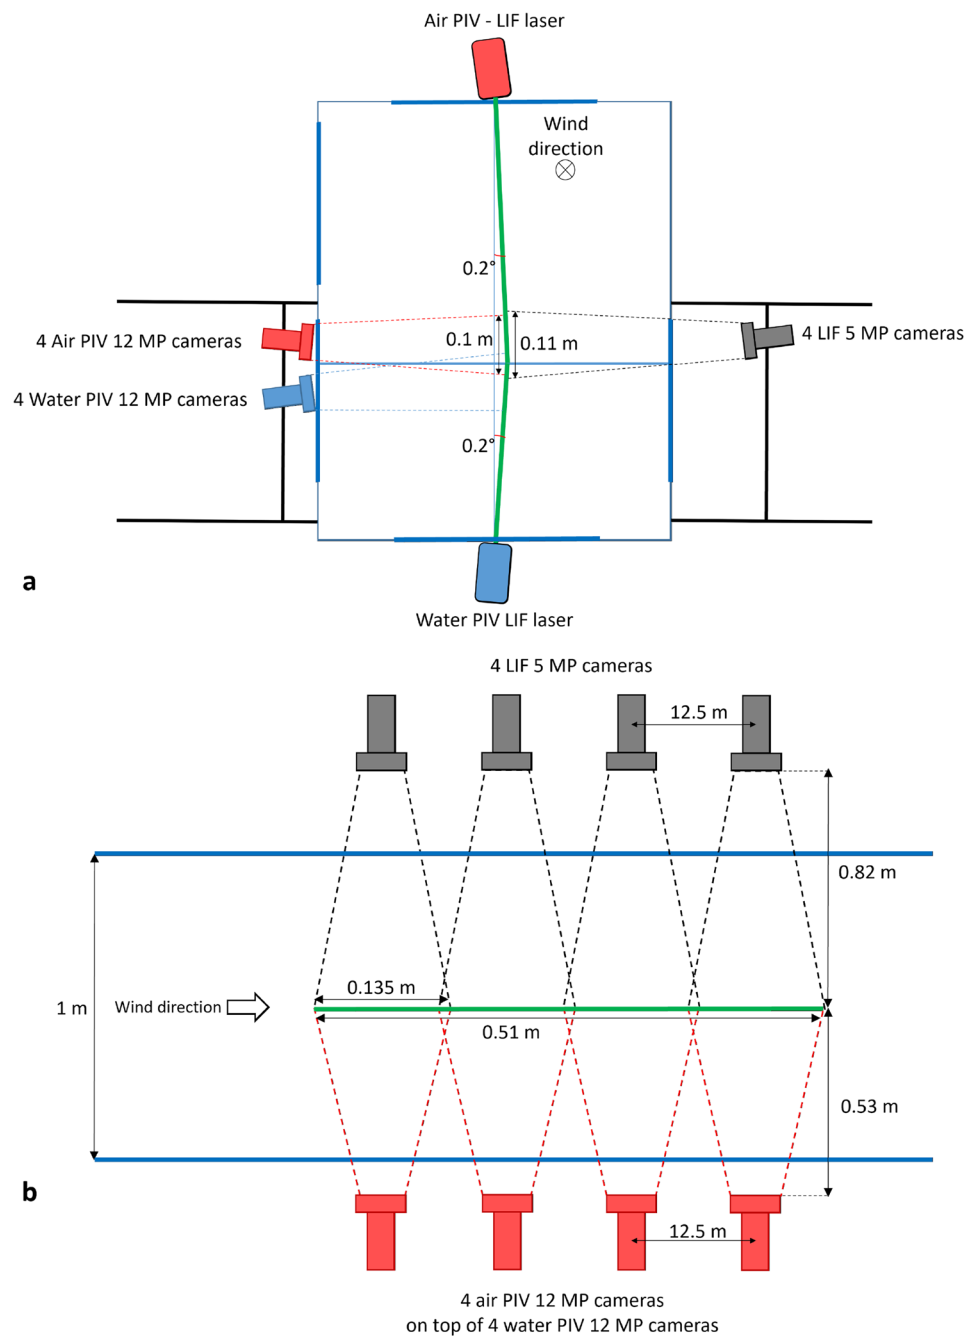 Air PIV - LIF laser
Wind
direction
0.2°
4 Air PIV 12 MP cameras
0.1 m
0.11 m
4 LIF 5 MP cameras
4 Water PIV 12 MP cameras
0.2°
a
Water PIV LIF laser
4 LIF 5 MP cameras
12.5 m
0.82 m
0.135 m
1 m
Wind direction
0.51 m
0.53 m
b
12.5 m
4 air PIV 12 MP cameras
on top of 4 water PIV 12 MP cameras